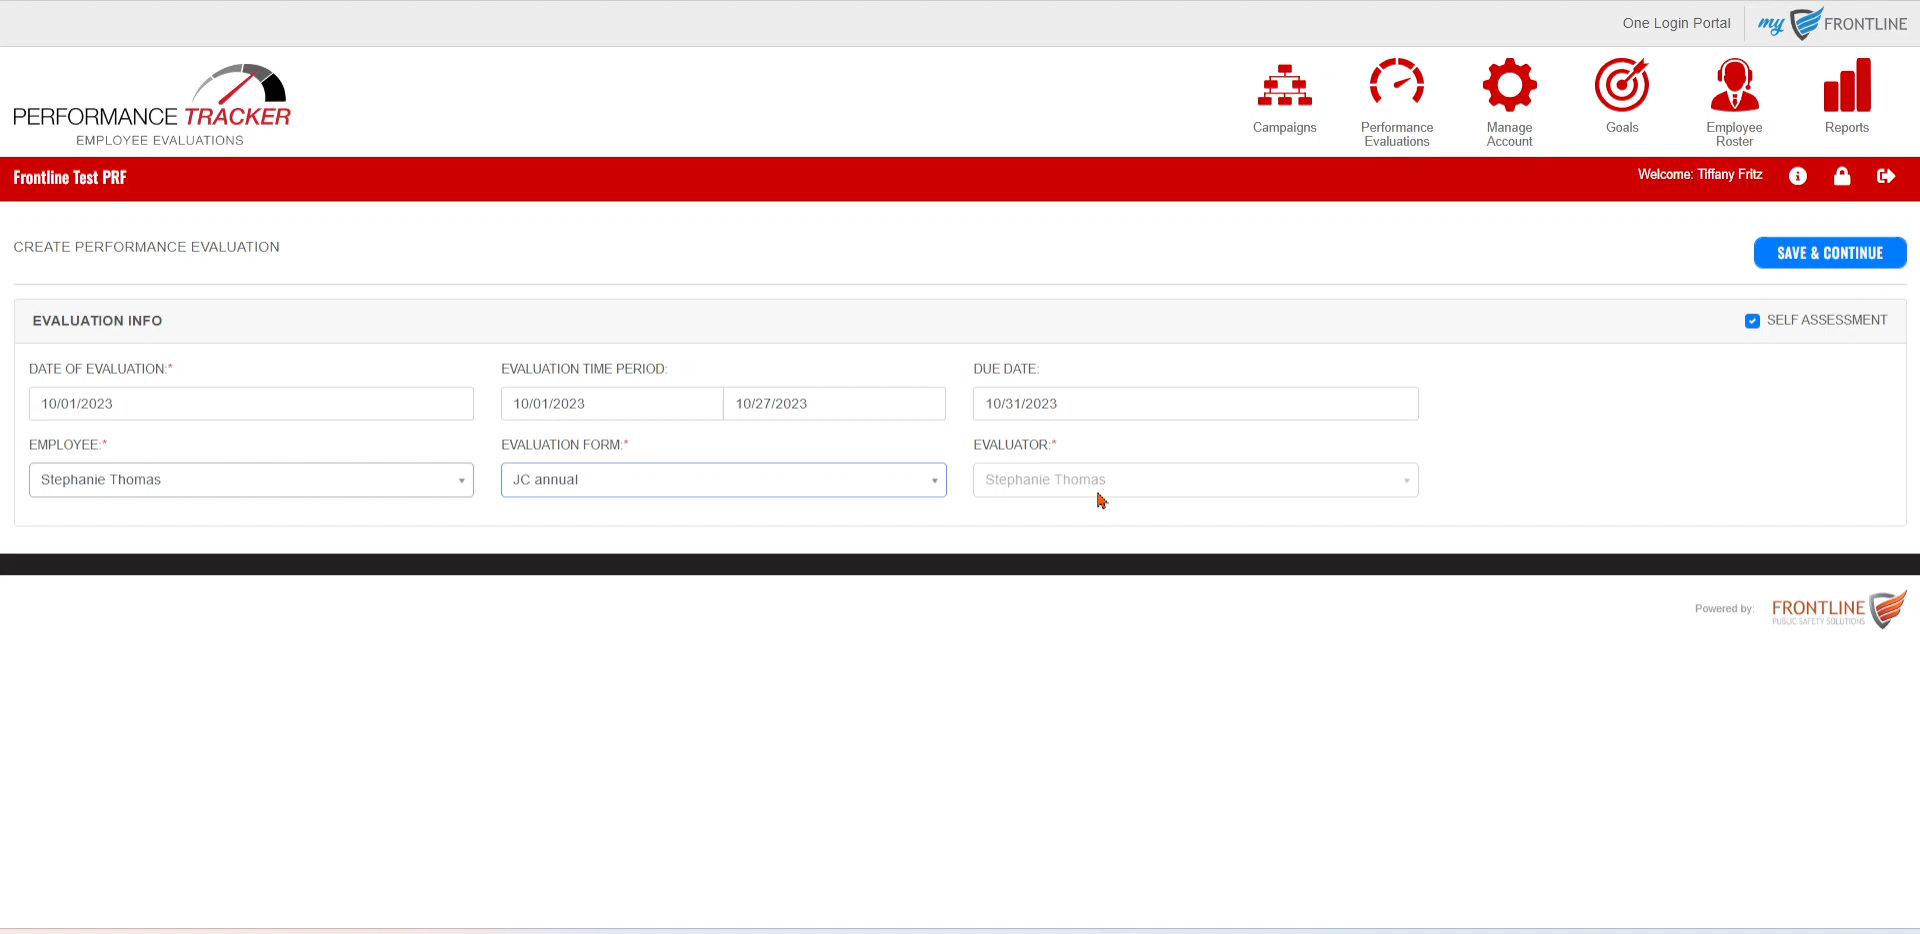 One Login Portal
my FRONTLINE
PERFORMANCE TRACKER
EMPLOYEE EVALUATIONS
Campaigns
Performance
Evaluations
Manage
Account
Goals
Employee
Roster
Reports
Frontline Test PRF
Welcome: Tiffany Fritz
CREATE PERFORMANCE EVALUATION
SAVE & CONTINUE
EVALUATION INFO
SELF ASSESSMENT
DATE OF EVALUATION:*
EVALUATION TIME PERIOD:
DUE DATE:
10/01/2023
10/01/2023
10/27/2023
10/31/2023
EMPLOYEE:*
EVALUATION FORM:*
EVALUATOR:*
Stephanie Thomas
JC annual
Stephanie Thomas
Powered by:
FRONTLINE
PUBLIC SAFETY SOLUTIONS